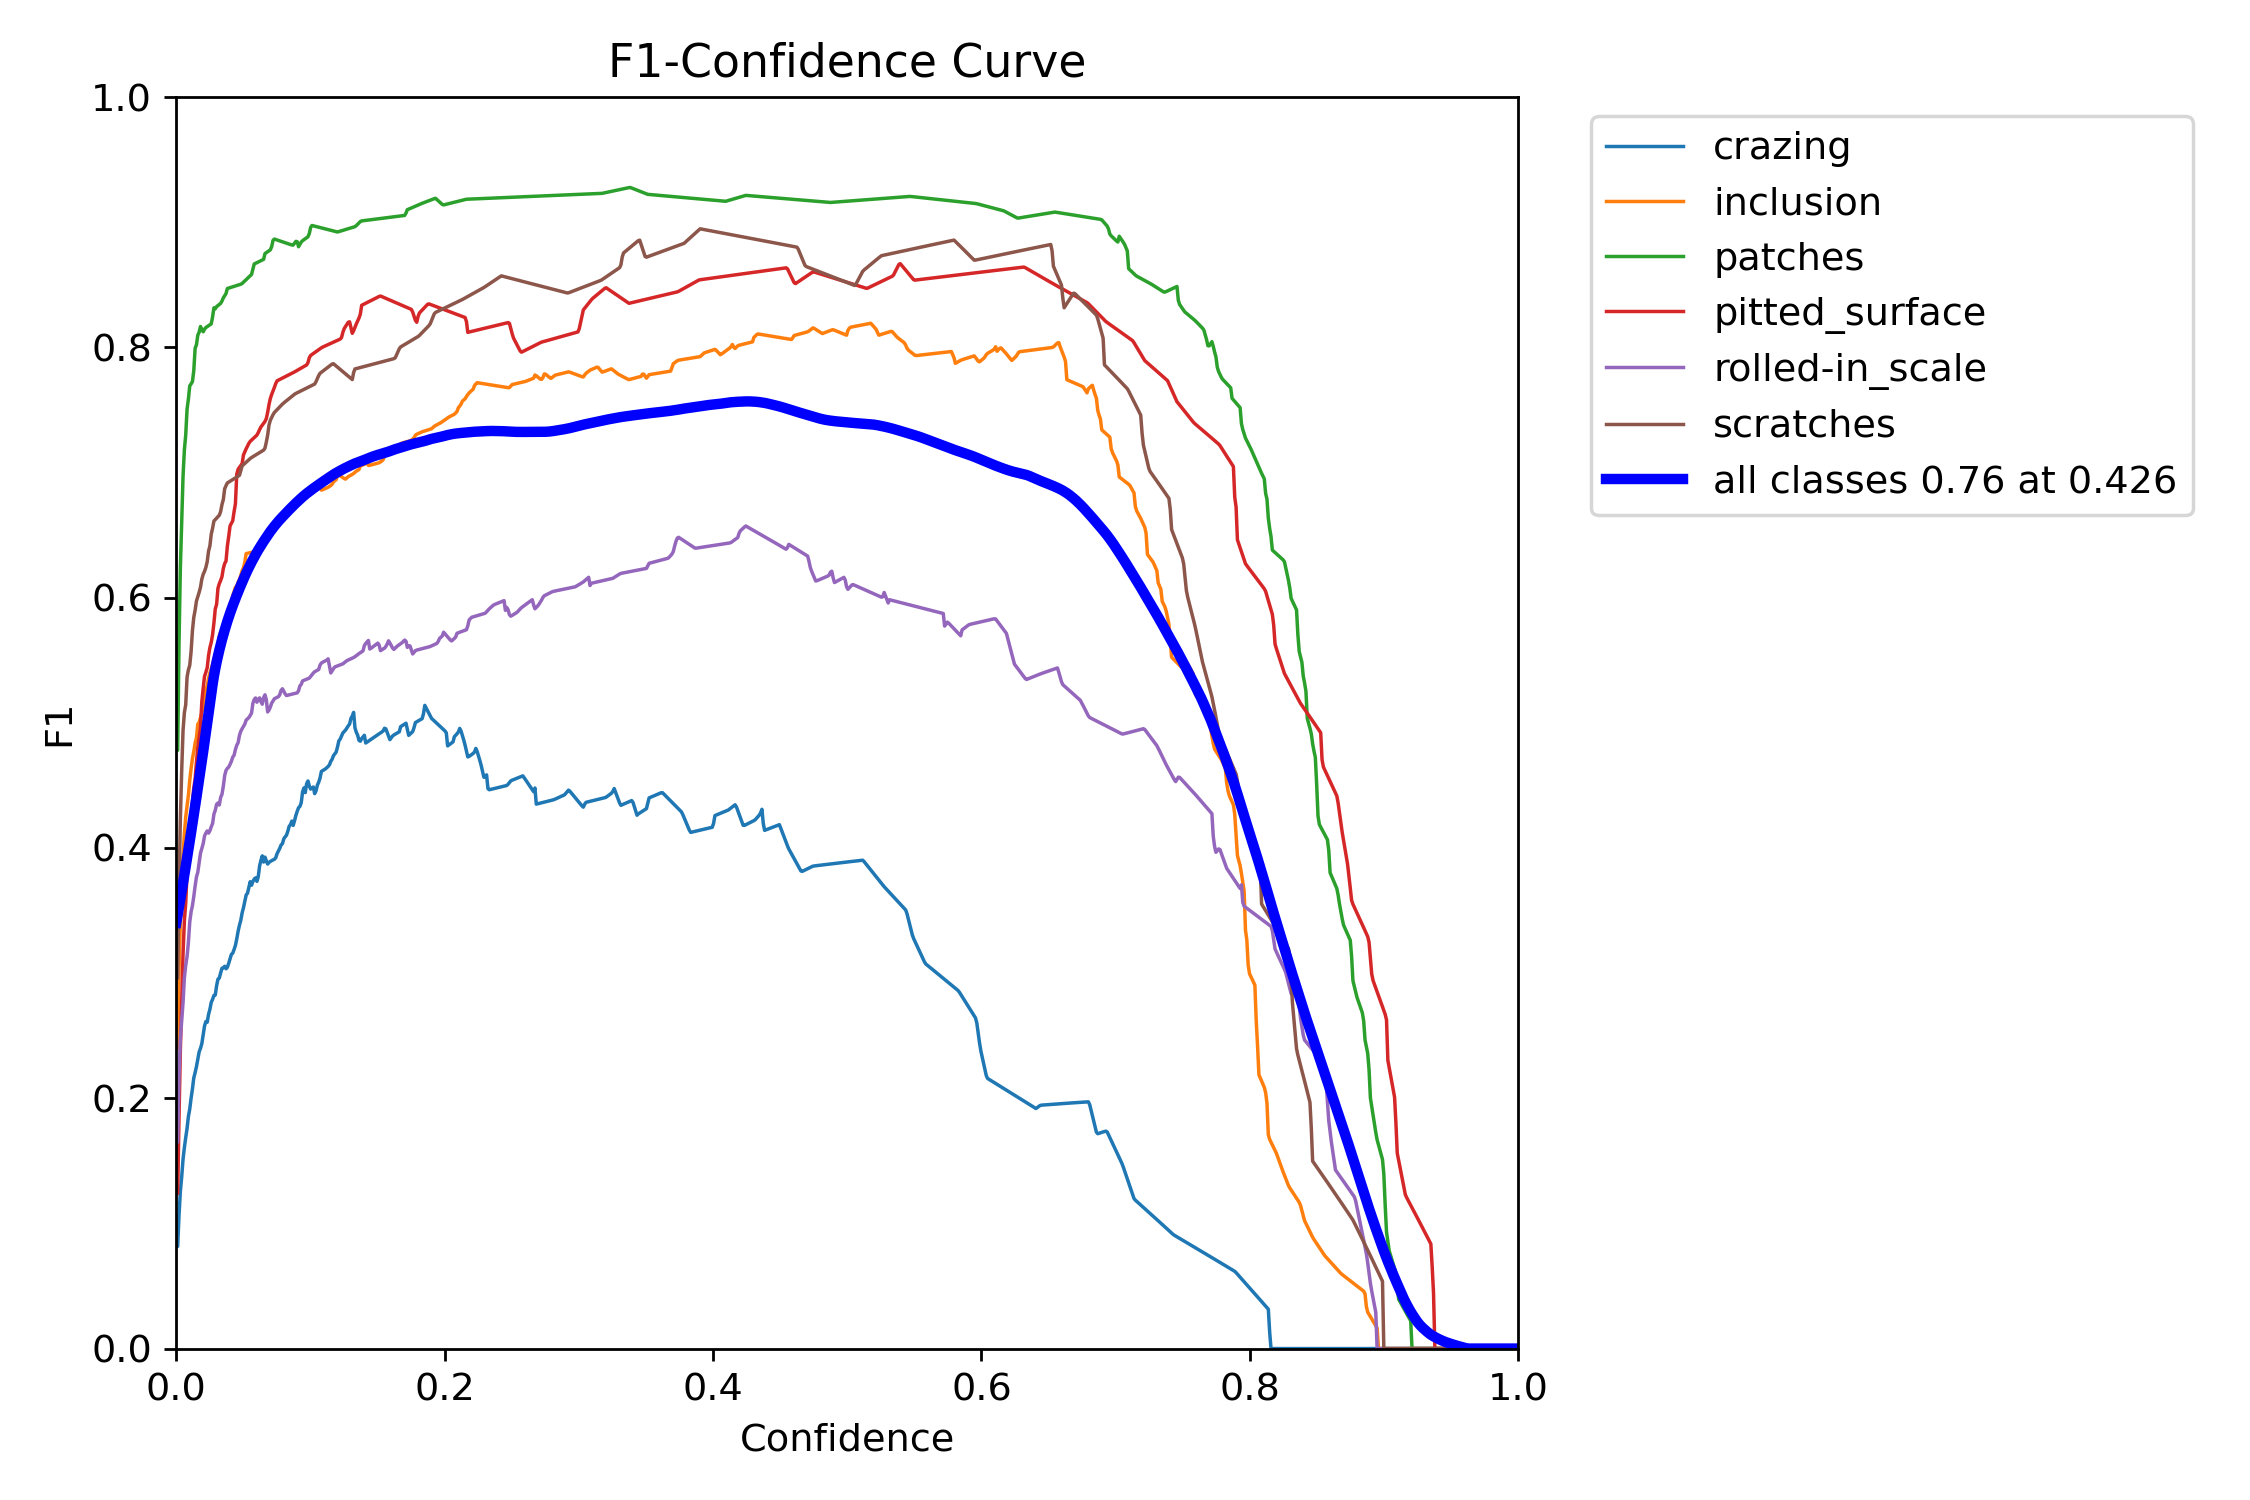 F1-Confidence Curve
1.0
0.8
0.6
0.4
0.2
0.0
F1
0.0 0.2 0.4 0.6 0.8 1.0
Confidence
crazing
inclusion
patches
pitted_surface
rolled-in_scale
scratches
all classes 0.76 at 0.426